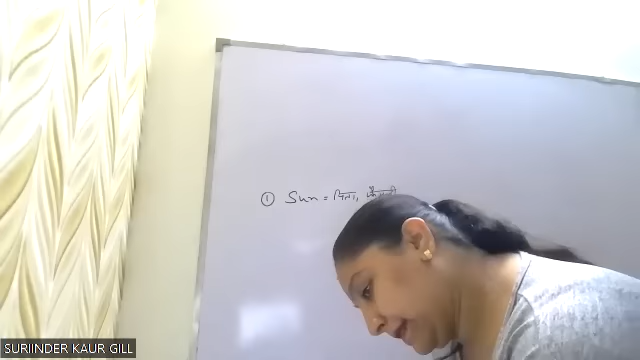 ① Sun = पिता,
SURIINDER KAUR GILL